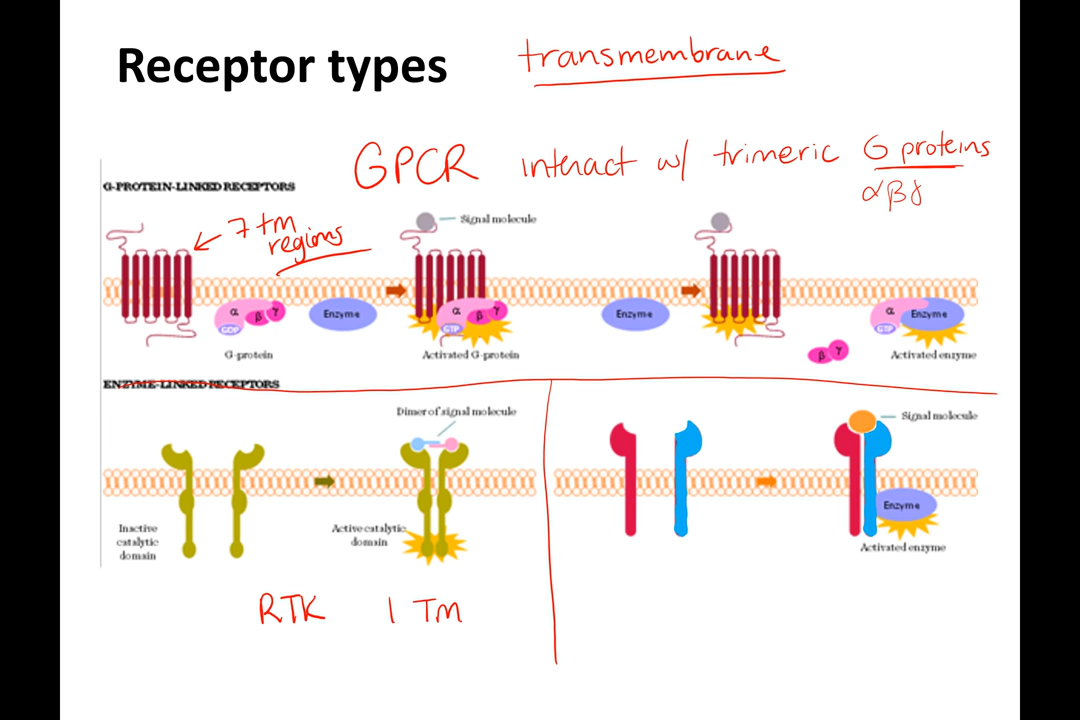 Receptor types
transmembrane
GPCR interact w/ trimeric G proteins
αβγ
G-PROTEIN-LINKED RECEPTORS
7 tm
regions
Signal molecule
α β γ
GDP
Enzyme
G-protein
α β γ
GTP
Activated G-protein
Enzyme
α Enzyme
GTP
β γ
Activated enzyme
ENZYME-LINKED RECEPTORS
Dimer of signal molecule
Inactive
catalytic
domain
Active catalytic
domain
Signal molecule
Enzyme
Activated enzyme
RTK 1 TM